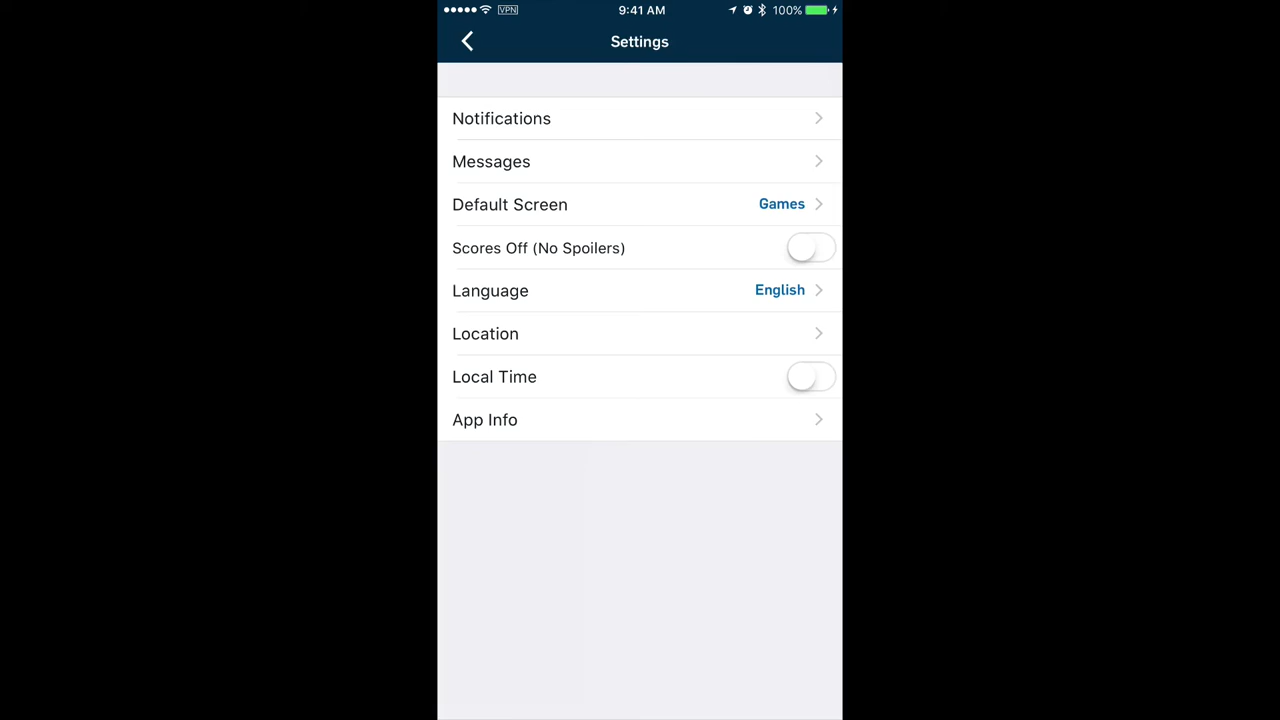 VPN 9:41 AM 100%
Settings
Notifications
Messages
Default Screen Games
Scores Off (No Spoilers)
Language English
Location
Local Time
App Info